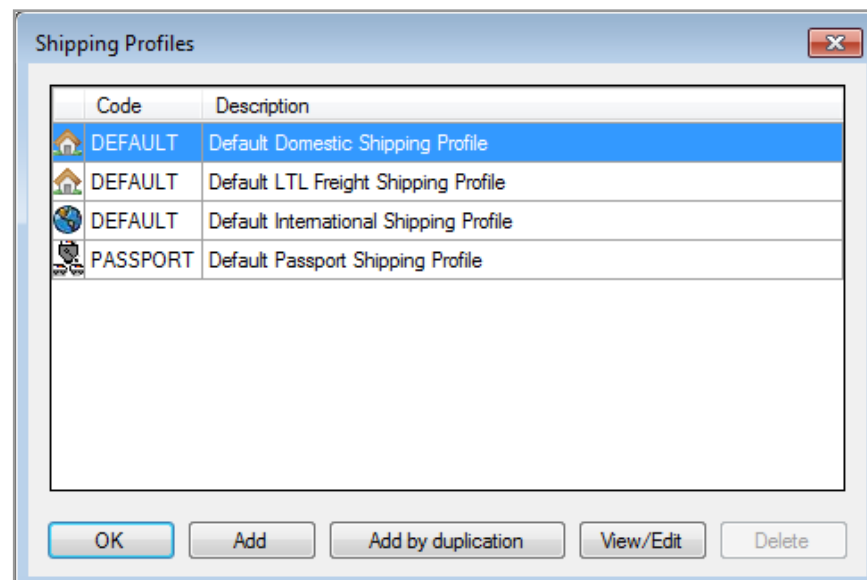 Shipping Profiles
Code Description
DEFAULT Default Domestic Shipping Profile
DEFAULT Default LTL Freight Shipping Profile
DEFAULT Default International Shipping Profile
PASSPORT Default Passport Shipping Profile
OK Add Add by duplication View/Edit Delete